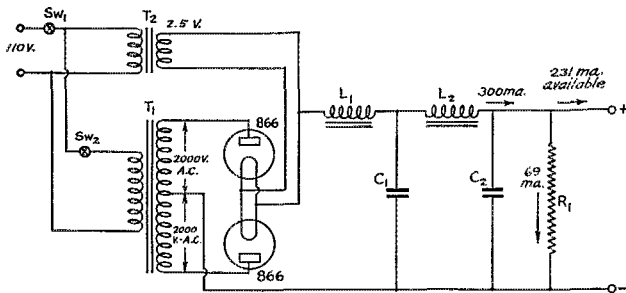 Sw₁
110V.
T₂
2.5 V.
T₁
Sw₂
2000V.
A.C.
2000
V.-A.C.
866
866
L₁
L₂
300ma.
231 ma.
available
+
C₁
C₂
69
ma.
R₁
−